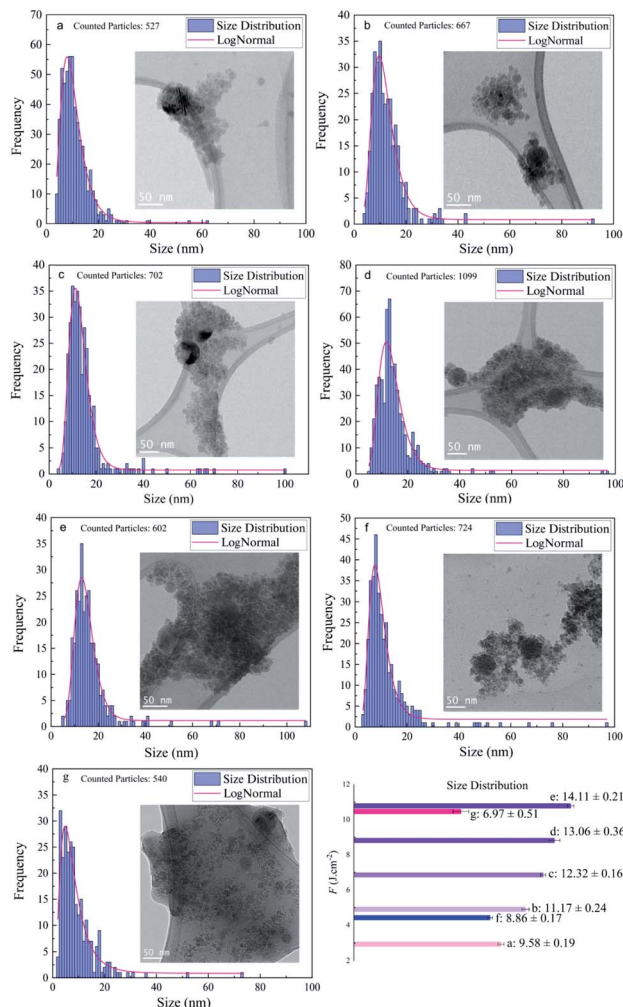 a Counted Particles: 527
Size Distribution
LogNormal
60
50
40
30
20
10
0
Frequency
50 nm
0 20 40 60 80 100
Size (nm)
b Counted Particles: 667
Size Distribution
LogNormal
40
35
30
25
20
15
10
5
0
Frequency
50 nm
0 20 40 60 80 100
Size (nm)
c Counted Particles: 702
Size Distribution
LogNormal
40
35
30
25
20
15
10
5
0
Frequency
50 nm
0 20 40 60 80 100
Size (nm)
d Counted Particles: 1099
Size Distribution
LogNormal
100
90
80
70
60
50
40
30
20
10
0
Frequency
50 nm
0 20 40 60 80 100
Size (nm)
e Counted Particles: 602
Size Distribution
LogNormal
40
35
30
25
20
15
10
5
0
Frequency
50 nm
0 20 40 60 80 100
Size (nm)
f Counted Particles: 724
Size Distribution
LogNormal
50
45
40
35
30
25
20
15
10
5
0
Frequency
50 nm
0 20 40 60 80 100
Size (nm)
g Counted Particles: 540
Size Distribution
LogNormal
40
35
30
25
20
15
10
5
0
Frequency
50 nm
0 20 40 60 80 100
Size (nm)
Size Distribution
12
10
8
6
4
2
F (J.cm⁻²)
e: 14.11 ± 0.21
g: 6.97 ± 0.51
d: 13.06 ± 0.36
c: 12.32 ± 0.16
b: 11.17 ± 0.24
f: 8.86 ± 0.17
a: 9.58 ± 0.19